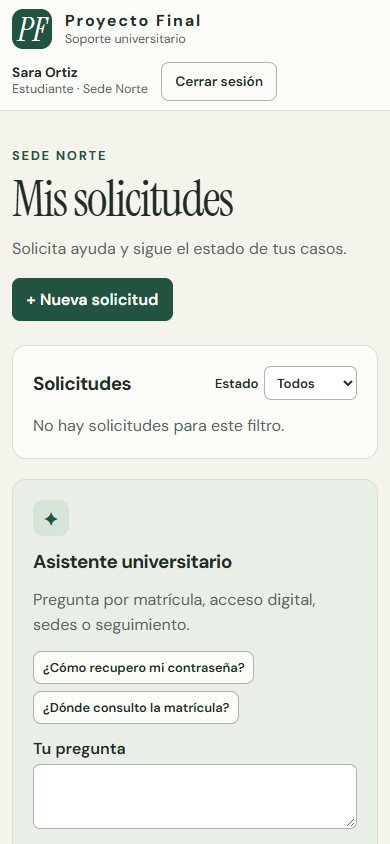 PF
Proyecto Final
Soporte universitario
Sara Ortiz
Estudiante · Sede Norte
Cerrar sesión
SEDE NORTE
Mis solicitudes
Solicita ayuda y sigue el estado de tus casos.
+ Nueva solicitud
Solicitudes
Estado
Todos
No hay solicitudes para este filtro.
Asistente universitario
Pregunta por matrícula, acceso digital,
sedes o seguimiento.
¿Cómo recupero mi contraseña?
¿Dónde consulto la matrícula?
Tu pregunta